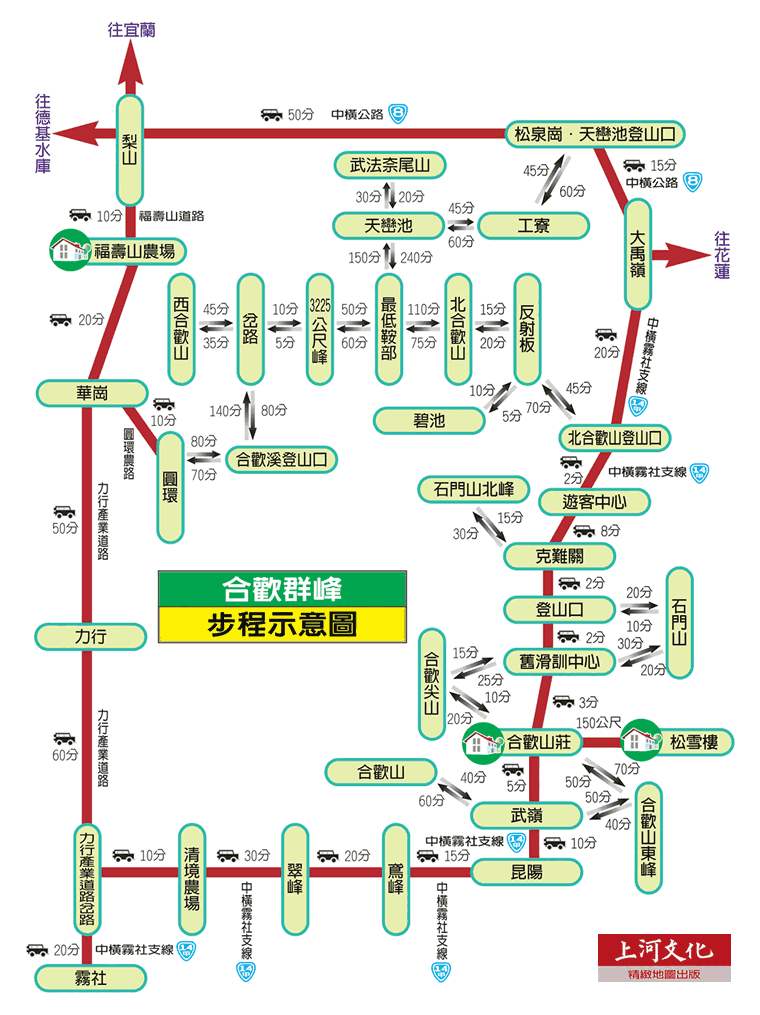 往宜蘭
往德基水庫
梨山
50分
中橫公路
8
松泉崗・天巒池登山口
15分
中橫公路
8
大禹嶺
往花蓮
10分
福壽山道路
福壽山農場
20分
武法奈尾山
30分
20分
天巒池
45分
60分
工寮
45分
60分
150分
240分
西合歡山
45分
35分
岔路
10分
5分
3225公尺峰
50分
60分
最低鞍部
110分
75分
北合歡山
15分
20分
反射板
20分
中橫霧社支線
14甲
華崗
10分
圓環農路
圓環
140分
80分
80分
70分
合歡溪登山口
碧池
10分
5分
45分
70分
北合歡山登山口
2分
中橫霧社支線
14甲
石門山北峰
遊客中心
15分
30分
8分
克難關
力行產業道路
50分
合歡群峰
步程示意圖
2分
登山口
20分
10分
石門山
2分
30分
20分
舊滑訓中心
力行
合歡尖山
15分
25分
10分
20分
3分
150公尺
合歡山莊
松雪樓
力行產業道路
60分
合歡山
40分
60分
5分
70分
50分
50分
40分
合歡山東峰
武嶺
中橫霧社支線
14甲
10分
昆陽
力行產業道路岔路
10分
清境農場
30分
翠峰
20分
鳶峰
15分
中橫霧社支線
14甲
中橫霧社支線
14甲
20分
中橫霧社支線
14甲
霧社
上河文化
精緻地圖出版